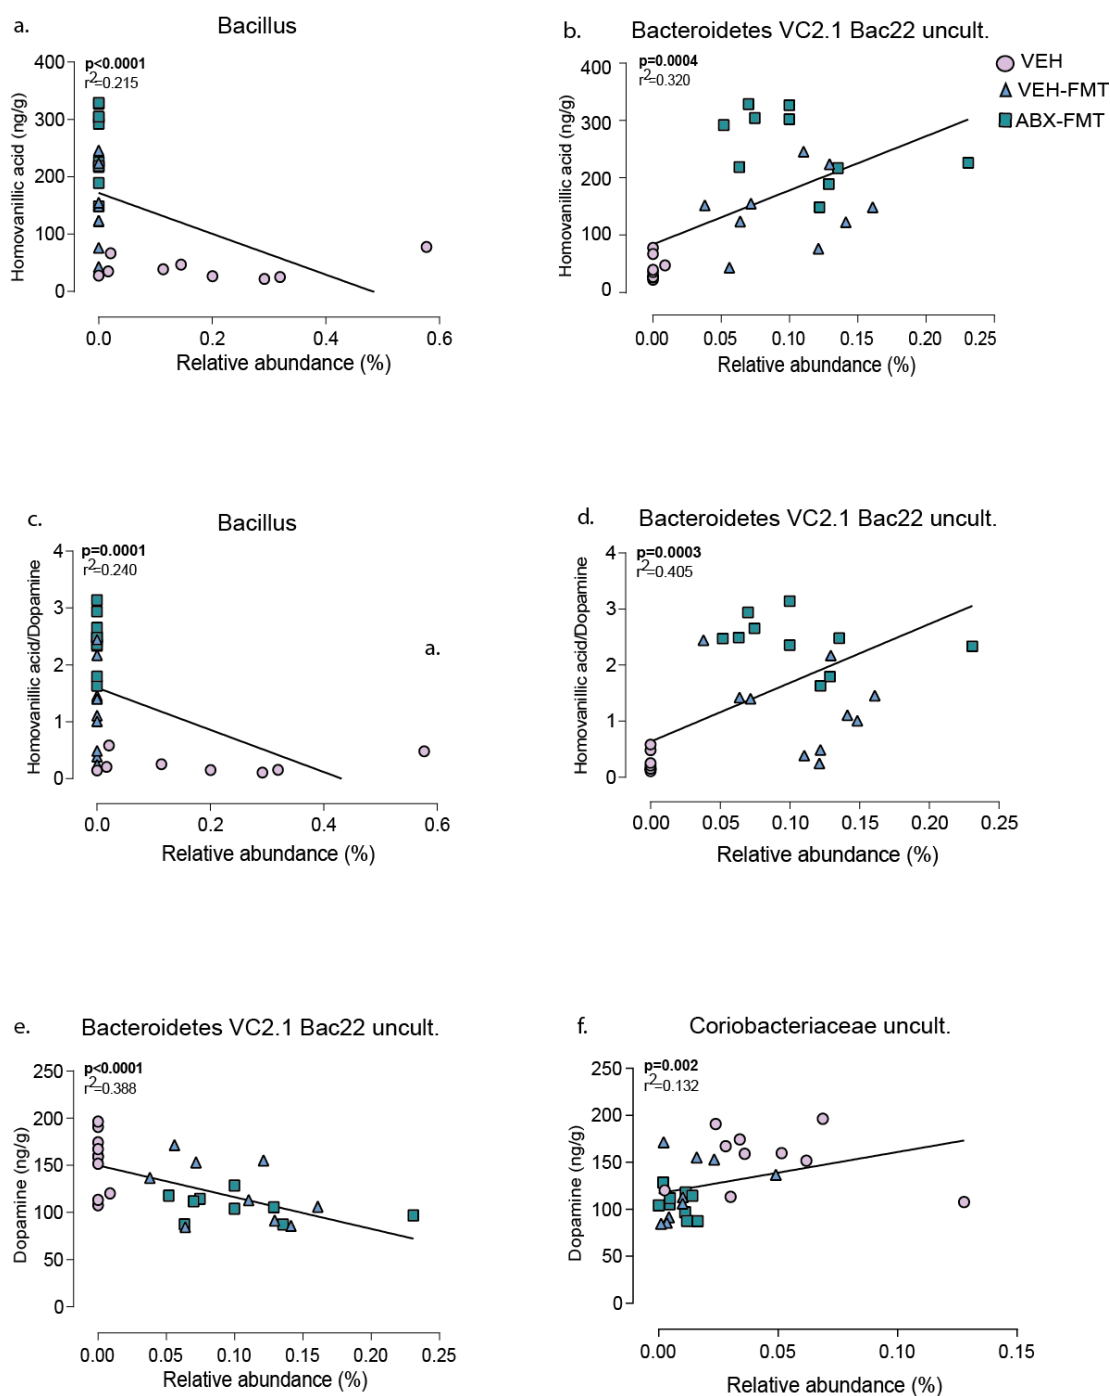 a.
Bacillus
p<0.0001
r2=0.215
400
300
200
100
0
Homovanillic acid (ng/g)
0.0 0.2 0.4 0.6
Relative abundance (%)
b.
Bacteroidetes VC2.1 Bac22 uncult.
p=0.0004
r2=0.320
400
300
200
100
0
Homovanillic acid (ng/g)
0.00 0.05 0.10 0.15 0.20 0.25
Relative abundance (%)
VEH
VEH-FMT
ABX-FMT
c.
Bacillus
p=0.0001
r2=0.240
4
3
2
1
0
Homovanillic acid/Dopamine
a.
0.0 0.2 0.4 0.6
Relative abundance (%)
d.
Bacteroidetes VC2.1 Bac22 uncult.
p=0.0003
r2=0.405
4
3
2
1
0
Homovanillic acid/Dopamine
0.00 0.05 0.10 0.15 0.20 0.25
Relative abundance (%)
e.
Bacteroidetes VC2.1 Bac22 uncult.
p<0.0001
r2=0.388
250
200
150
100
50
0
Dopamine (ng/g)
0.00 0.05 0.10 0.15 0.20 0.25
Relative abundance (%)
f.
Coriobacteriaceae uncult.
p=0.002
r2=0.132
250
200
150
100
50
0
Dopamine (ng/g)
0.00 0.05 0.10 0.15
Relative abundance (%)